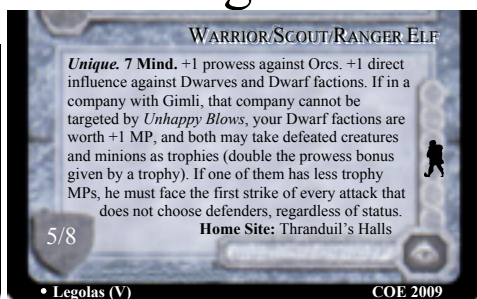 WARRIOR/SCOUT/RANGER ELF
Unique. 7 Mind. +1 prowess against Orcs. +1 direct
influence against Dwarves and Dwarf factions. If in a
company with Gimli, that company cannot be
targeted by Unhappy Blows, your Dwarf factions are
worth +1 MP, and both may take defeated creatures
and minions as trophies (double the prowess bonus
given by a trophy). If one of them has less trophy
MPs, he must face the first strike of every attack that
does not choose defenders, regardless of status.
Home Site: Thranduil's Halls
5/8
• Legolas (V)
COE 2009